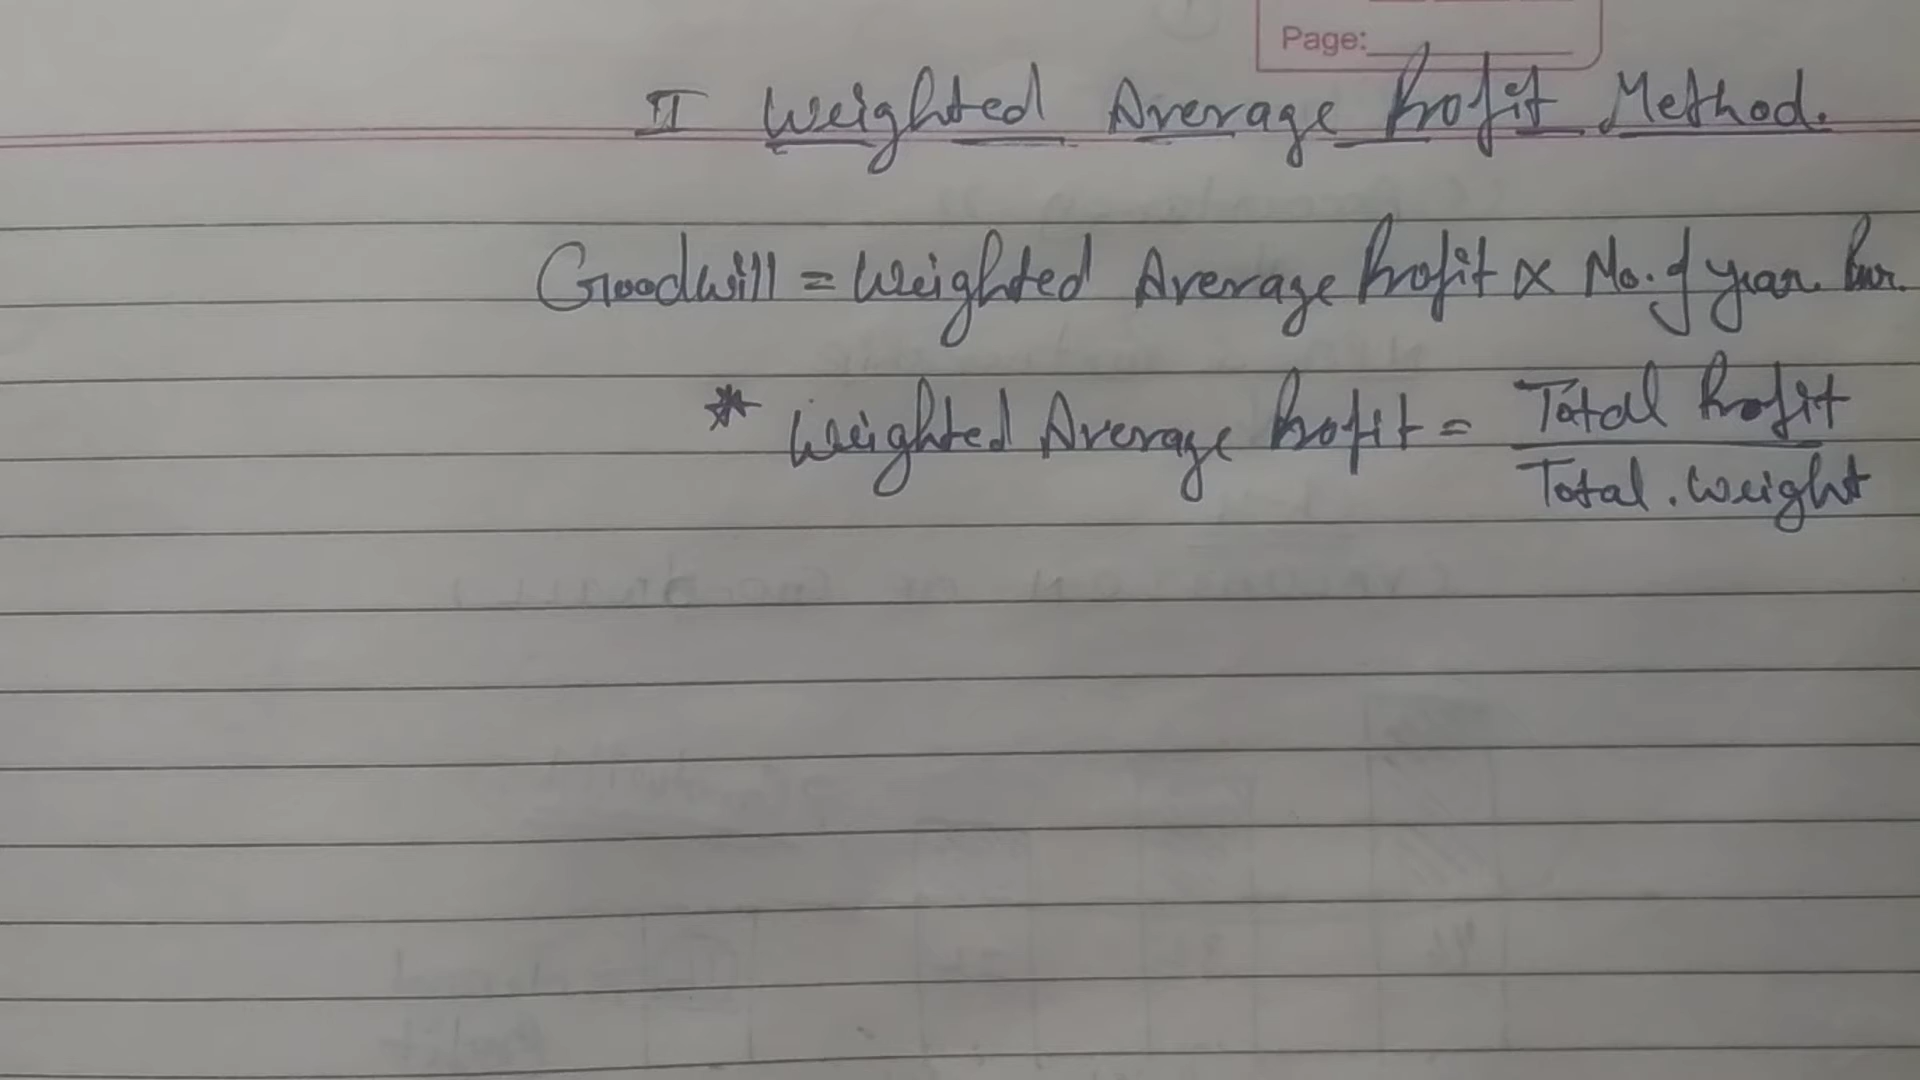 Page:
II Weighted Average Profit Method.
Goodwill = Weighted Average Profit × No. of year. Pur.
* Weighted Average Profit = Total Profit
Total. Weight